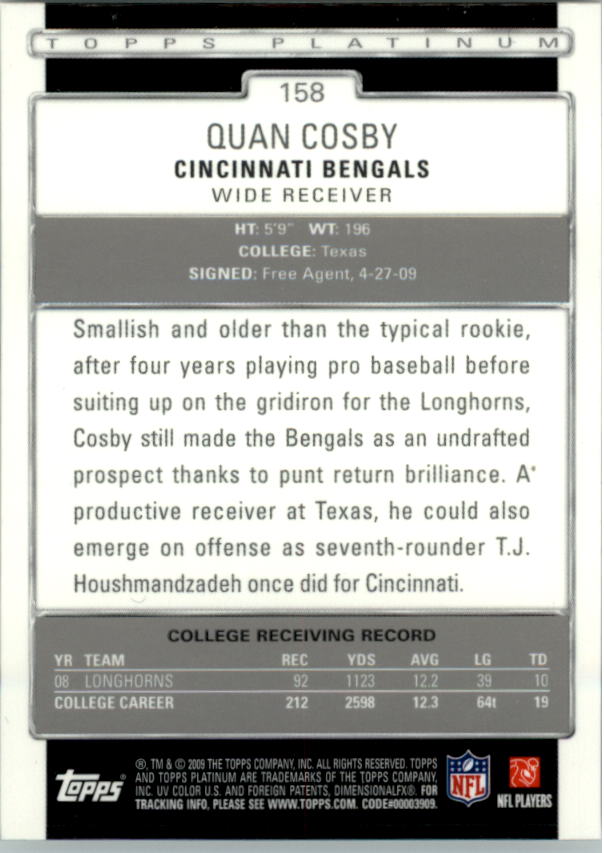 TOPPS PLATINUM
158
QUAN COSBY
CINCINNATI BENGALS
WIDE RECEIVER
HT: 5'9" WT: 196
COLLEGE: Texas
SIGNED: Free Agent, 4-27-09
Smallish and older than the typical rookie,
after four years playing pro baseball before
suiting up on the gridiron for the Longhorns,
Cosby still made the Bengals as an undrafted
prospect thanks to punt return brilliance. A
productive receiver at Texas, he could also
emerge on offense as seventh-rounder T.J.
Houshmandzadeh once did for Cincinnati.
COLLEGE RECEIVING RECORD
YR TEAM REC YDS AVG LG TD
08 LONGHORNS 92 1123 12.2 39 10
COLLEGE CAREER 212 2598 12.3 64t 19
Topps®
®, TM & © 2009 THE TOPPS COMPANY, INC. ALL RIGHTS RESERVED. TOPPS
AND TOPPS PLATINUM ARE TRADEMARKS OF THE TOPPS COMPANY,
INC. UV COLOR U.S. AND FOREIGN PATENTS, DIMENSIONALFX®. FOR
TRACKING INFO, PLEASE SEE WWW.TOPPS.COM. CODE#00003909.
NFL
NFL PLAYERS